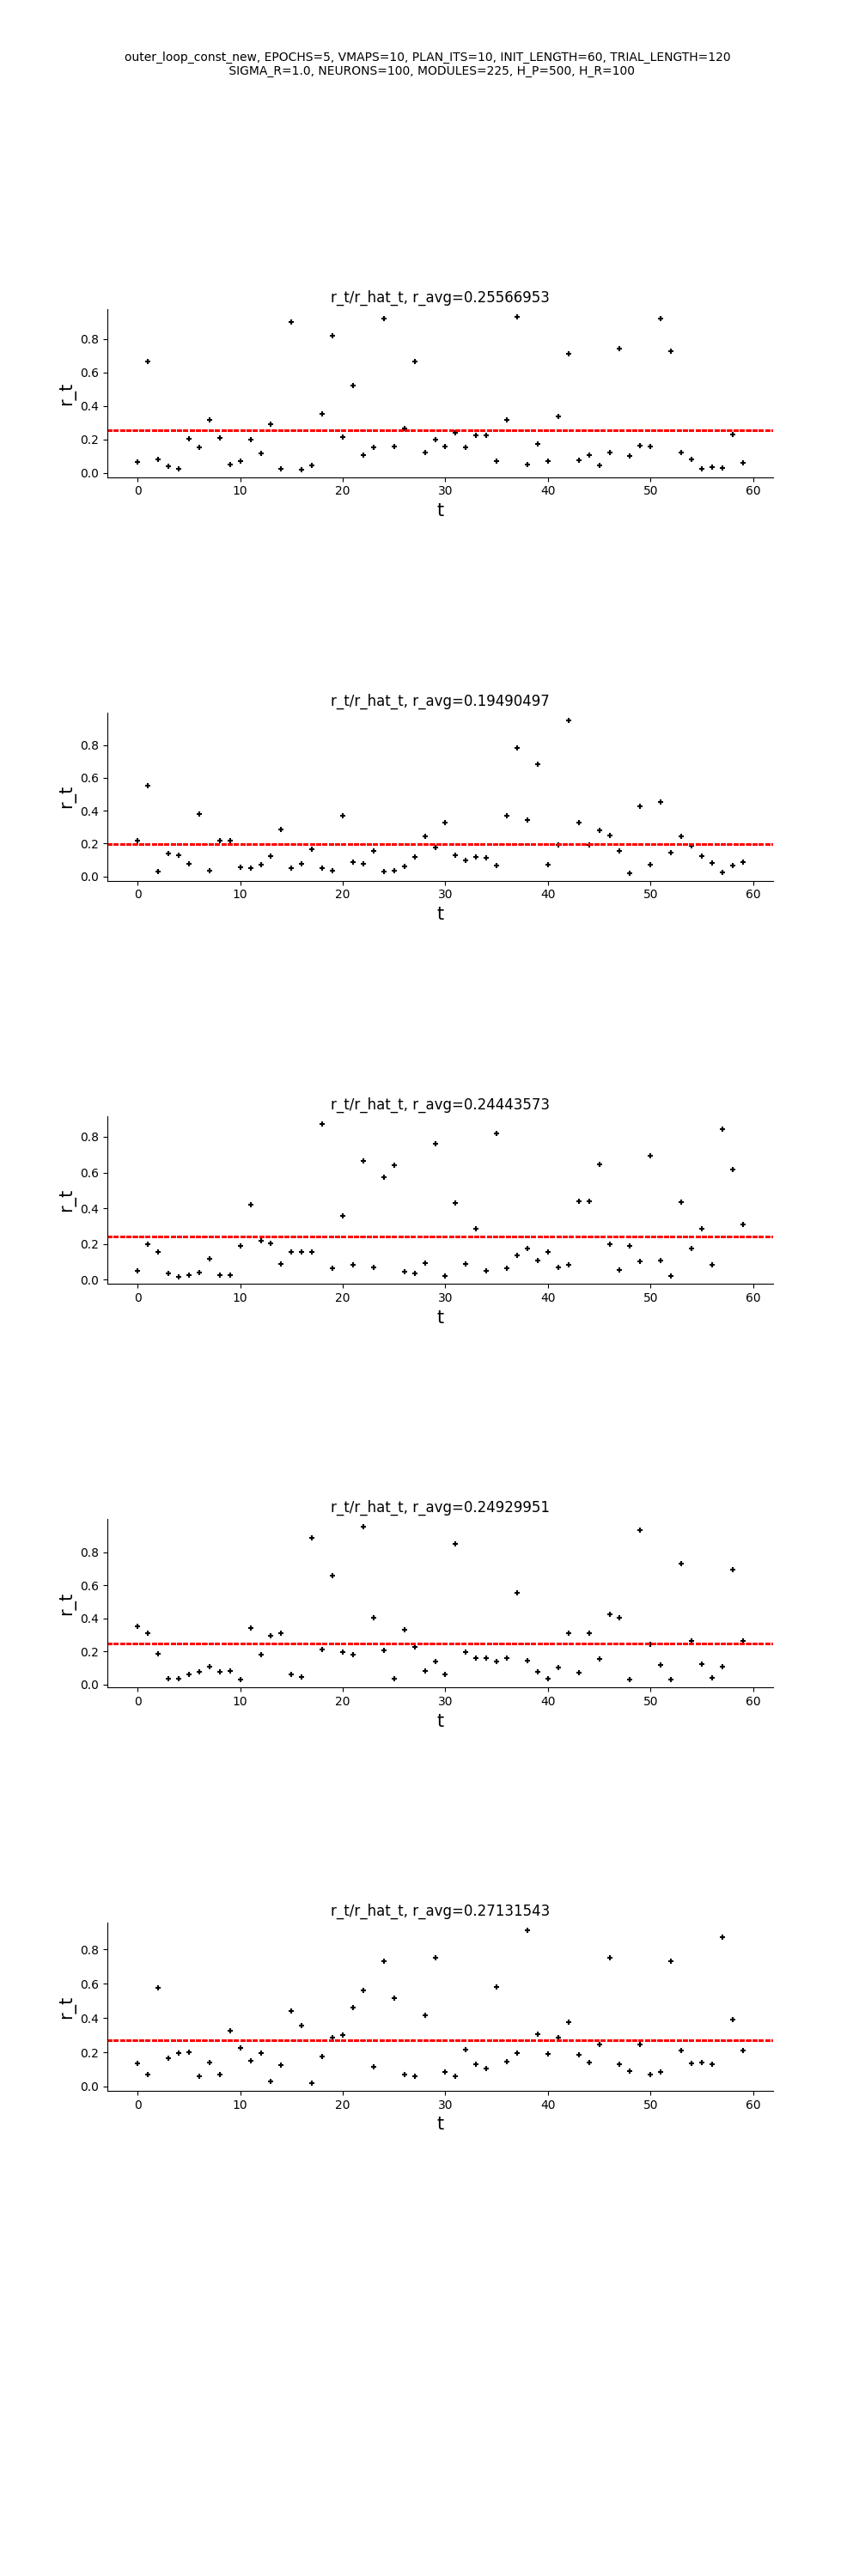 outer_loop_const_new, EPOCHS=5, VMAPS=10, PLAN_ITS=10, INIT_LENGTH=60, TRIAL_LENGTH=120
SIGMA_R=1.0, NEURONS=100, MODULES=225, H_P=500, H_R=100
r_t/r_hat_t, r_avg=0.25566953
0.8
0.6
0.4
0.2
0.0
r_t
0 10 20 30 40 50 60
t
r_t/r_hat_t, r_avg=0.19490497
0.8
0.6
0.4
0.2
0.0
r_t
0 10 20 30 40 50 60
t
r_t/r_hat_t, r_avg=0.24443573
0.8
0.6
0.4
0.2
0.0
r_t
0 10 20 30 40 50 60
t
r_t/r_hat_t, r_avg=0.24929951
0.8
0.6
0.4
0.2
0.0
r_t
0 10 20 30 40 50 60
t
r_t/r_hat_t, r_avg=0.27131543
0.8
0.6
0.4
0.2
0.0
r_t
0 10 20 30 40 50 60
t